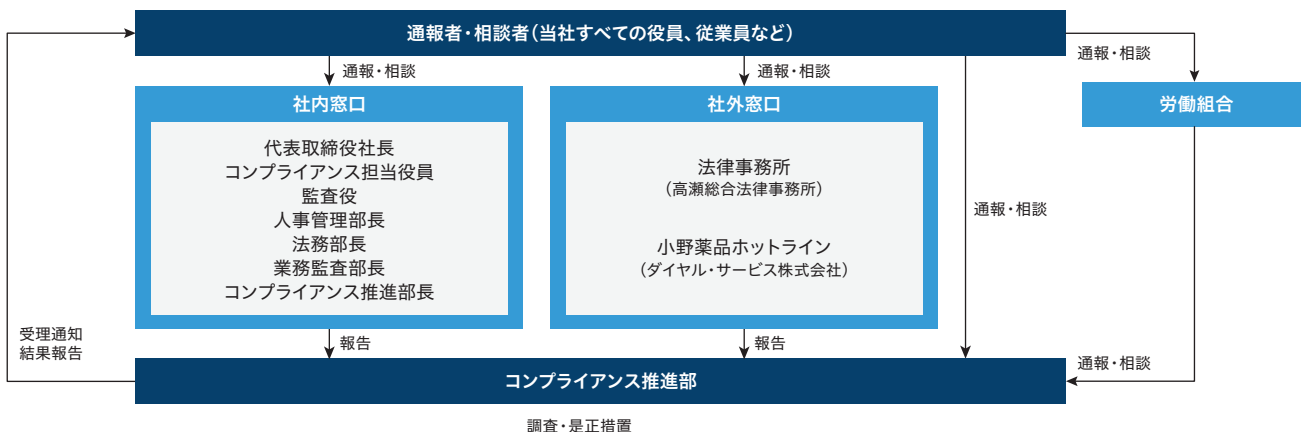 通報者・相談者（当社すべての役員、従業員など）
通報・相談
通報・相談
通報・相談
社内窓口
社外窓口
労働組合
代表取締役社長
コンプライアンス担当役員
監査役
人事管理部長
法務部長
業務監査部長
コンプライアンス推進部長
法律事務所
（高瀬総合法律事務所）
小野薬品ホットライン
（ダイヤル・サービス株式会社）
通報・相談
受理通知
結果報告
報告
報告
通報・相談
コンプライアンス推進部
調査・是正措置